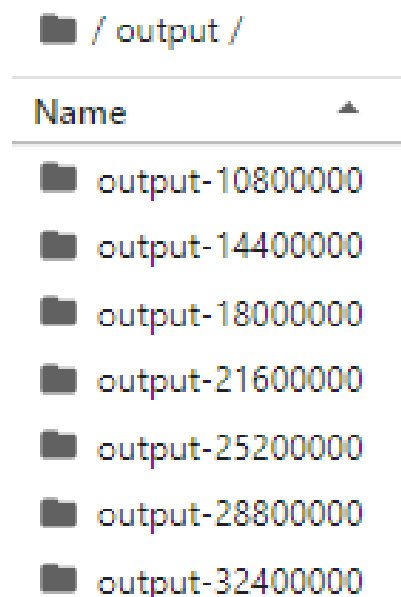 / output /
Name
output-10800000
output-14400000
output-18000000
output-21600000
output-25200000
output-28800000
output-32400000